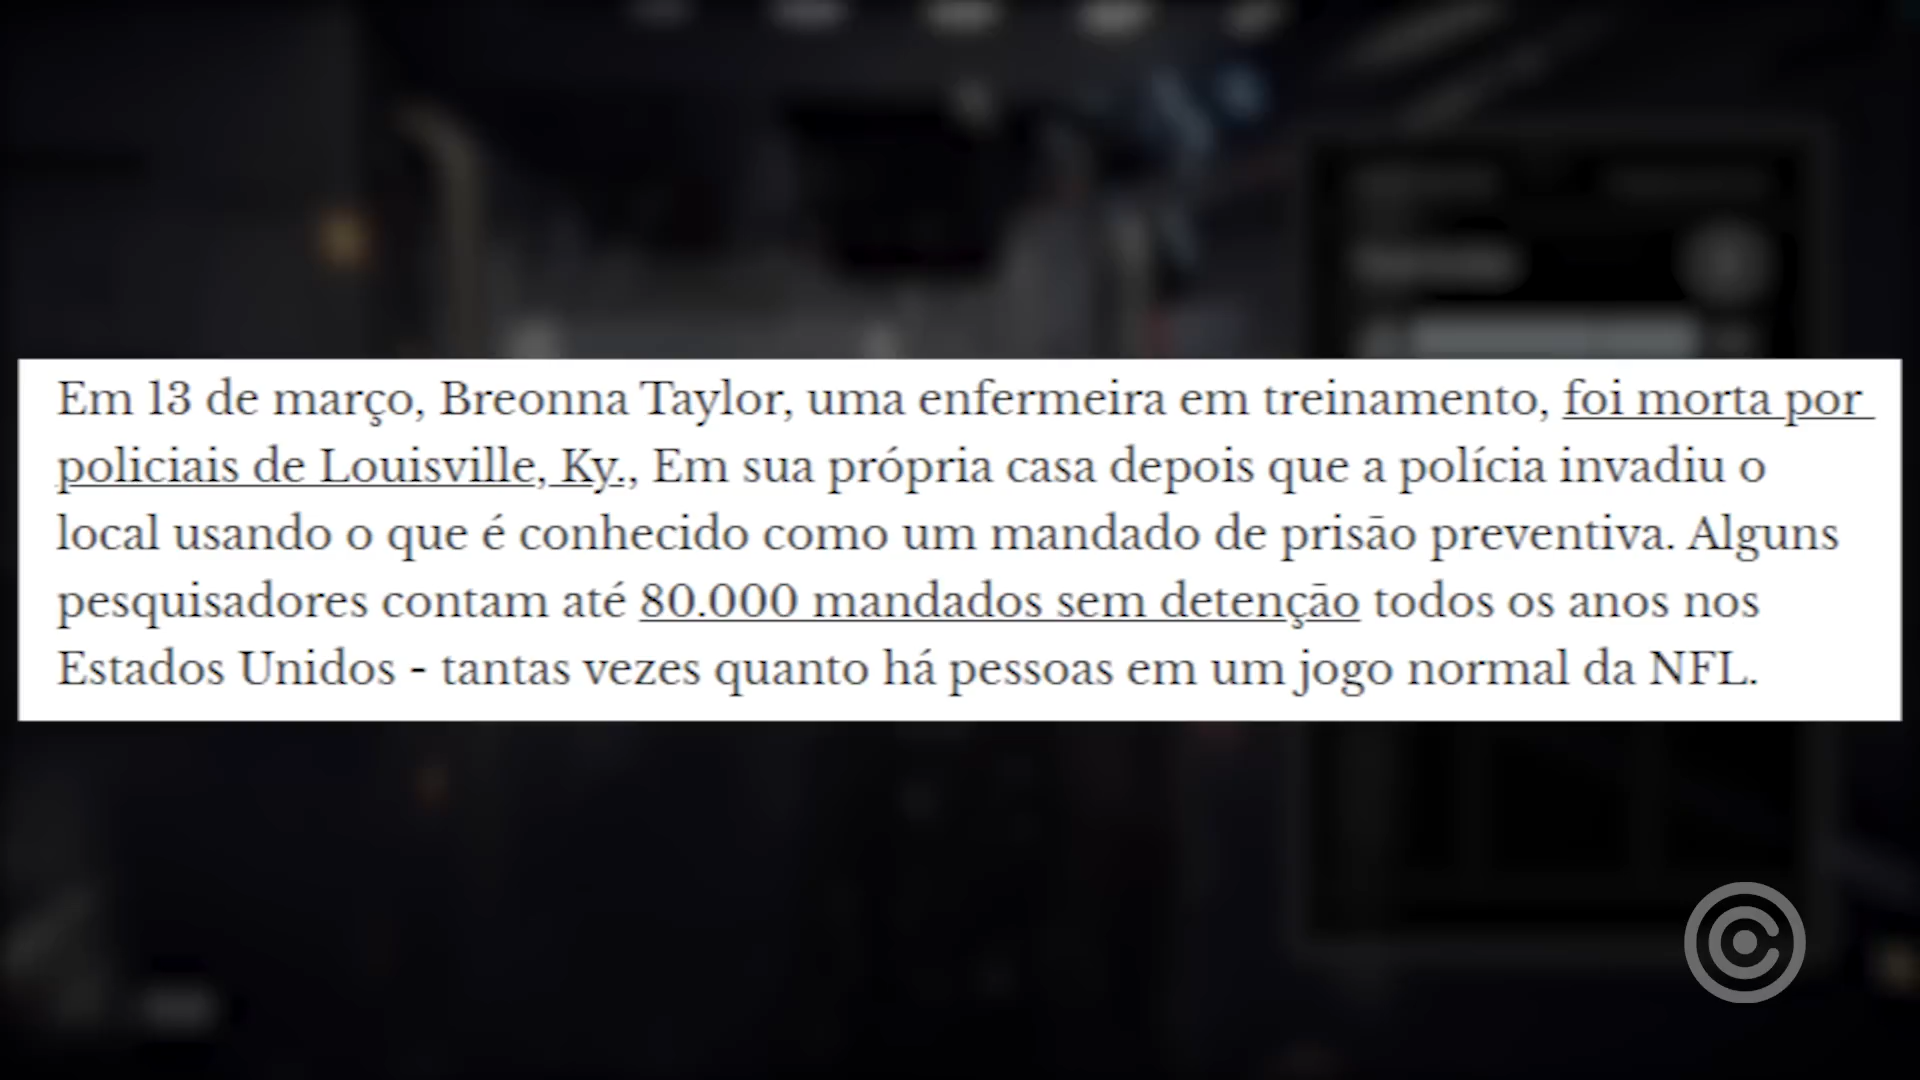 Em 13 de março, Breonna Taylor, uma enfermeira em treinamento, foi morta por
policiais de Louisville, Ky., Em sua própria casa depois que a polícia invadiu o
local usando o que é conhecido como um mandado de prisão preventiva. Alguns
pesquisadores contam até 80.000 mandados sem detenção todos os anos nos
Estados Unidos - tantas vezes quanto há pessoas em um jogo normal da NFL.